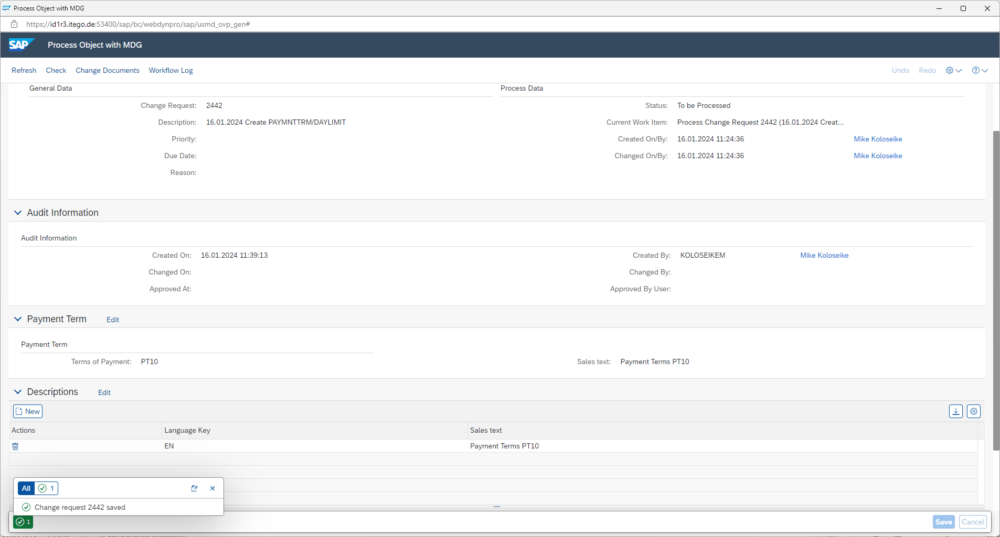 Process Object with MDG
https://id1r3.itego.de:53400/sap/bc/webdynpro/sap/usmd_ovp_gen#
SAP Process Object with MDG
Refresh Check Change Documents Workflow Log Undo Redo
General Data Process Data
Change Request: 2442 Status: To be Processed
Description: 16.01.2024 Create PAYMNTTRM/DAYLIMIT Current Work Item: Process Change Request 2442 (16.01.2024 Creat...
Priority: Created On/By: 16.01.2024 11:24:36 Mike Koloseike
Due Date: Changed On/By: 16.01.2024 11:24:36 Mike Koloseike
Reason:
Audit Information
Audit Information
Created On: 16.01.2024 11:39:13 Created By: KOLOSEIKEM Mike Koloseike
Changed On: Changed By:
Approved At: Approved By User:
Payment Term Edit
Payment Term
Terms of Payment: PT10 Sales text: Payment Terms PT10
Descriptions Edit
New
Actions Language Key Sales text
EN Payment Terms PT10
All 1
Change request 2442 saved
1 Save Cancel